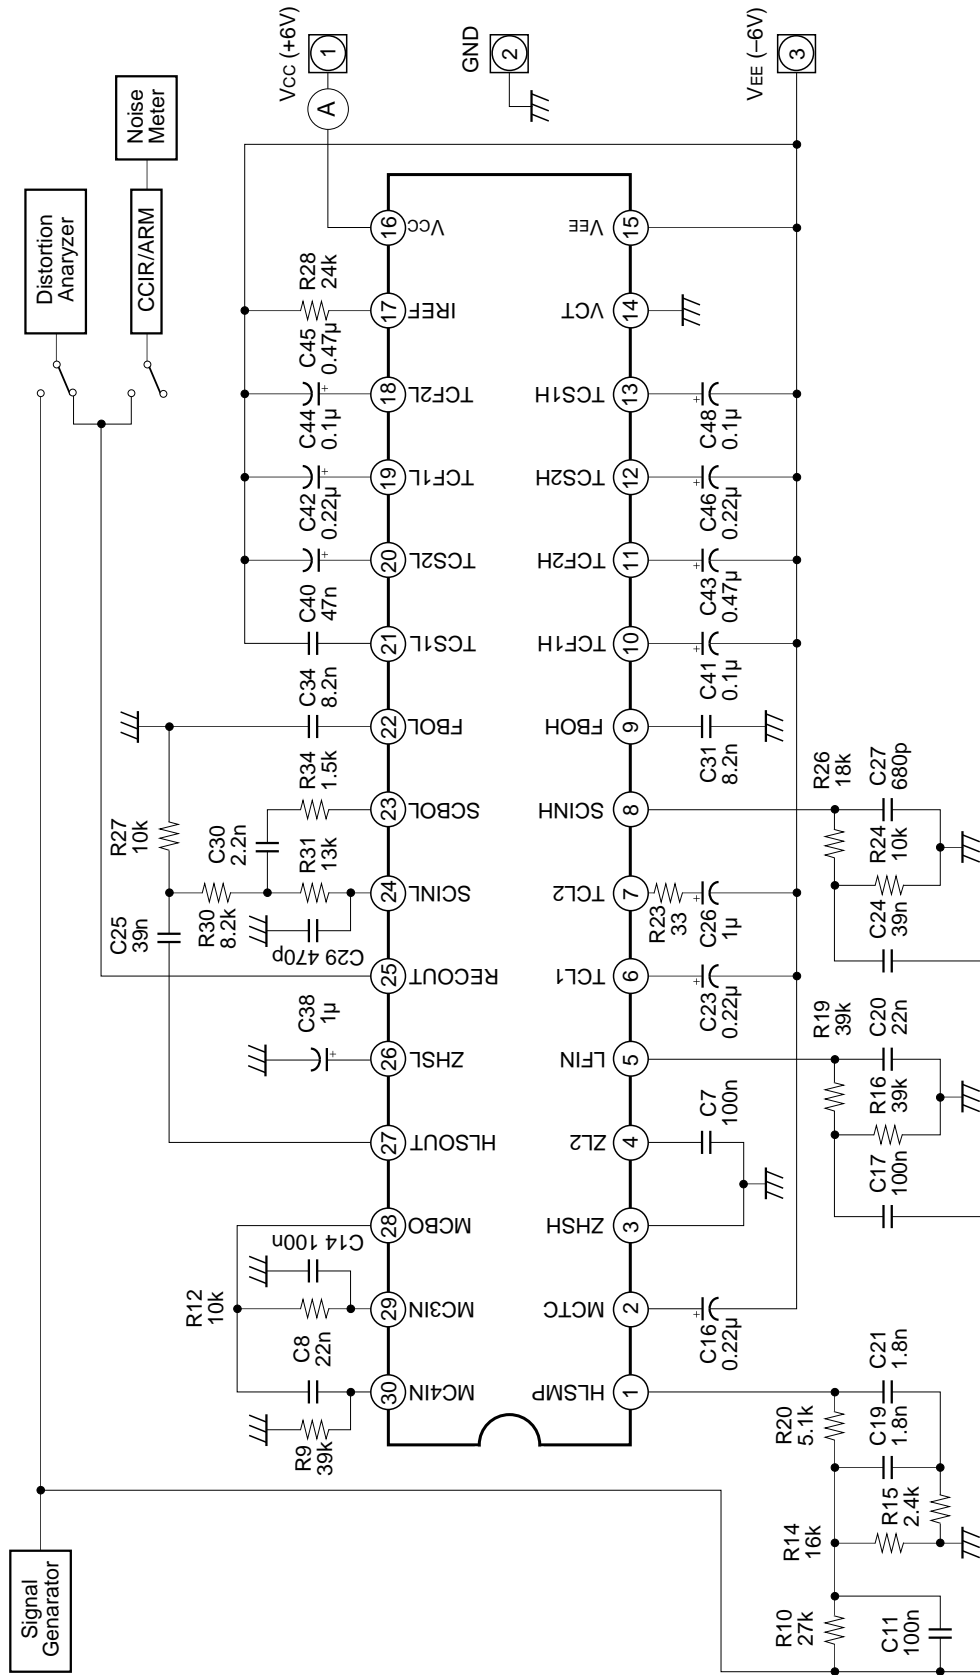 Signal
Genarator
Distortion
Anaryzer
CCIR/ARM
Noise
Meter
VCC (+6V)
1
A
GND
2
VEE (–6V)
3
R9
39k
C8
22n
R12
10k
C14 100n
C38
1µ
C25
39n
R27
10k
R30
8.2k
C29 470p
C30
2.2n
R31
13k
R34
1.5k
C34
8.2n
C40
47n
C42
0.22µ
C44
0.1µ
C45
0.47µ
R28
24k
30
29
28
27
26
25
24
23
22
21
20
19
18
17
16
MC4IN
MC3IN
MCBO
HLSOUT
ZHSL
RECOUT
SCINL
SCBOL
FBOL
TCS1L
TCS2L
TCF1L
TCF2L
IREF
VCC
HLSMP
MCTC
ZHSH
ZL2
LFIN
TCL1
TCL2
SCINH
FBOH
TCF1H
TCF2H
TCS2H
TCS1H
VCT
VEE
1
2
3
4
5
6
7
8
9
10
11
12
13
14
15
C16
0.22µ
C7
100n
C23
0.22µ
R23
33
C26
1µ
C31
8.2n
C41
0.1µ
C43
0.47µ
C46
0.22µ
C48
0.1µ
R10
27k
C11
100n
R14
16k
R15
2.4k
R20
5.1k
C19
1.8n
C21
1.8n
C17
100n
R16
39k
R19
39k
C20
22n
C24
39n
R24
10k
R26
18k
C27
680p